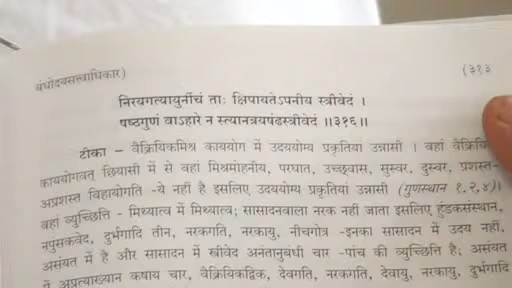 बंधोदयसत्त्वाधिकार)
(३१३
निरयगत्यायुर्नीचं ताः क्षिपायतेऽपनीय स्त्रीवेदं ।
षष्ठगुणं वाऽहारे न स्त्यानत्रयषंढस्त्रीवेदं ॥३१६॥
टीका – वैक्रियिकमिश्र काययोग में उदययोग्य प्रकृतियां उन्नासी । वहां
काययोगवत् छियासी में से वहां मिश्रमोहनीय, परघात, उच्छ्वास, सुस्वर, दुस्वर, प्रशस्त-
अप्रशस्त विहायोगति -ये नहीं है इसलिए उदययोग्य प्रकृतियां उन्नासी (गुणस्थान १,२,४)।
वहां व्युच्छित्ति - मिथ्यात्व में मिथ्यात्व; सासादनवाला नरक नहीं जाता इसलिए हुंडकसंस्थान,
नपुंसकवेद, दुर्भगादि तीन, नरकगति, नरकायु, नीचगोत्र -इनका सासादन में उदय नहीं,
असंयत में है और सासादन में स्त्रीवेद अनंतानुबंधी चार -पांच की व्युच्छित्ति है; असंयत
में अप्रत्याख्यान कषाय चार, वैक्रियिकद्विक, देवगति, नरकगति, देवायु, नरकायु, दुर्भगादि